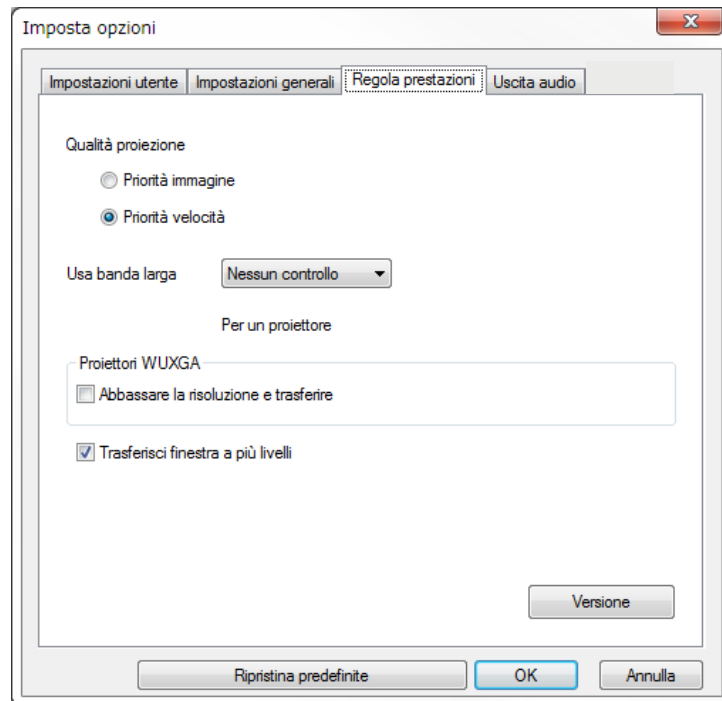 Imposta opzioni
Impostazioni utente Impostazioni generali Regola prestazioni Uscita audio
Qualità proiezione
Priorità immagine
Priorità velocità
Usa banda larga Nessun controllo
Per un proiettore
Proiettori WUXGA
Abbassare la risoluzione e trasferire
Trasferisci finestra a più livelli
Versione
Ripristina predefinite OK Annulla